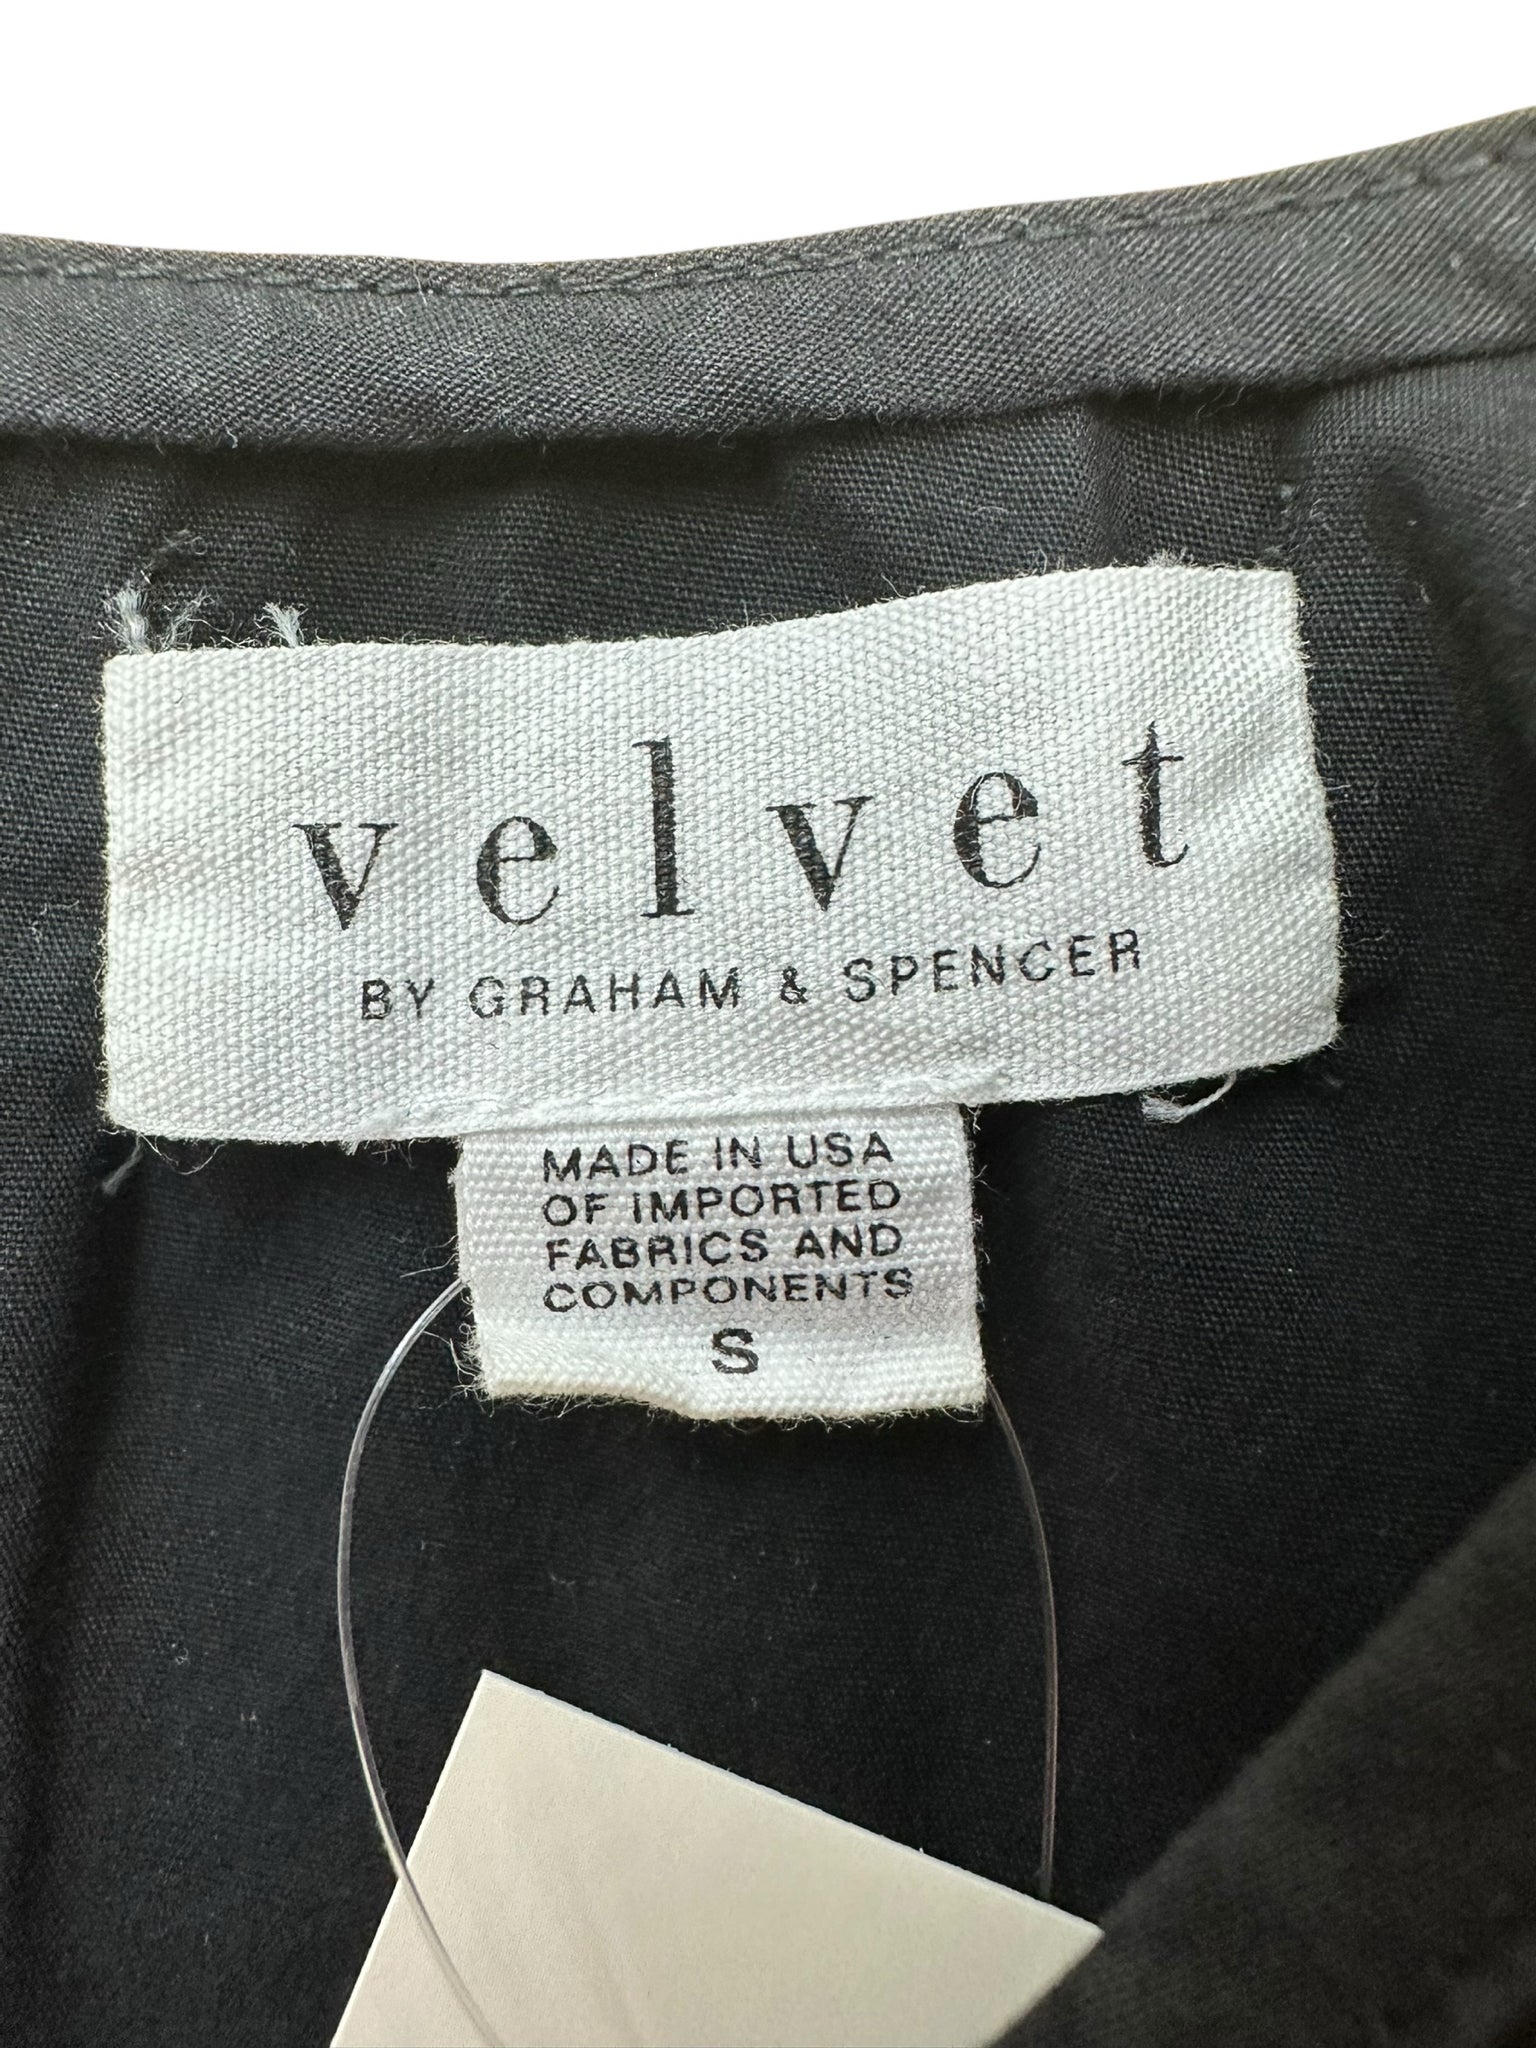 velvet
BY GRAHAM & SPENCER
MADE IN USA
OF IMPORTED
FABRICS AND
COMPONENTS
S